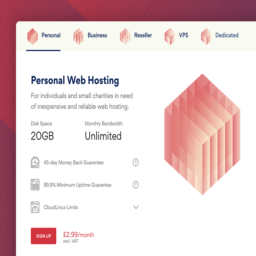 Personal Business Reseller VPS Dedicated
Personal Web Hosting
For individuals and small charities in need
of inexpensive and reliable web hosting.
Disk Space Monthly Bandwidth
20GB Unlimited
45-day Money Back Guarantee
99.9% Minimum Uptime Guarantee
CloudLinux Limits
SIGN UP £2.99/month
excl. VAT